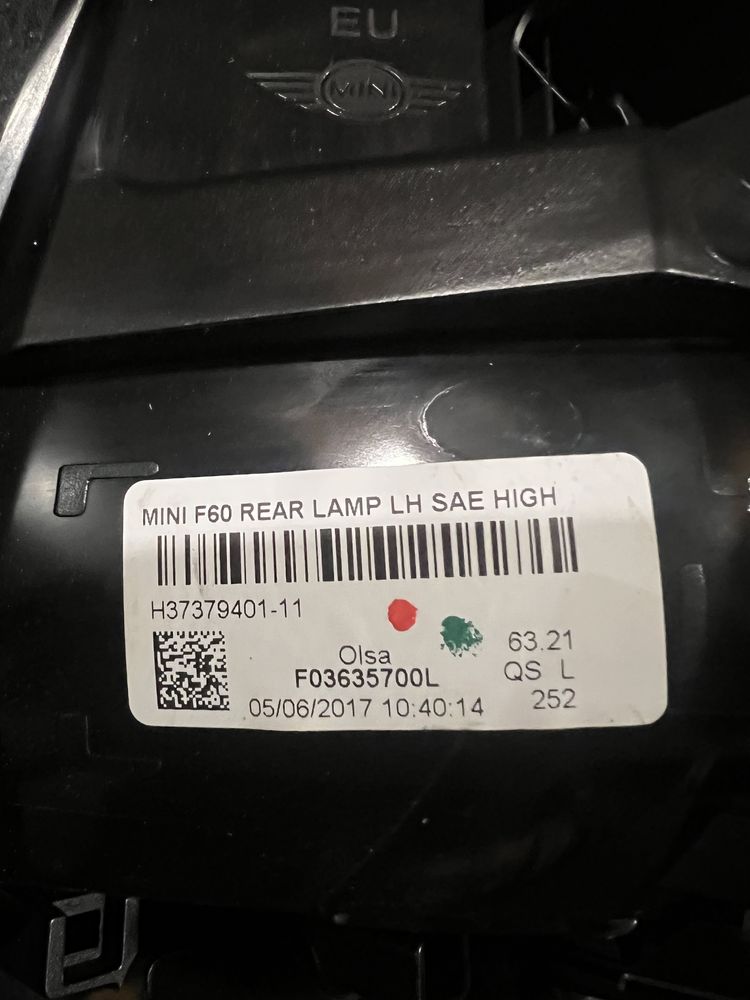 EU
MINI
MINI F60 REAR LAMP LH SAE HIGH
H37379401-11
Olsa
F03635700L
05/06/2017 10:40:14
63.21
QS L
252